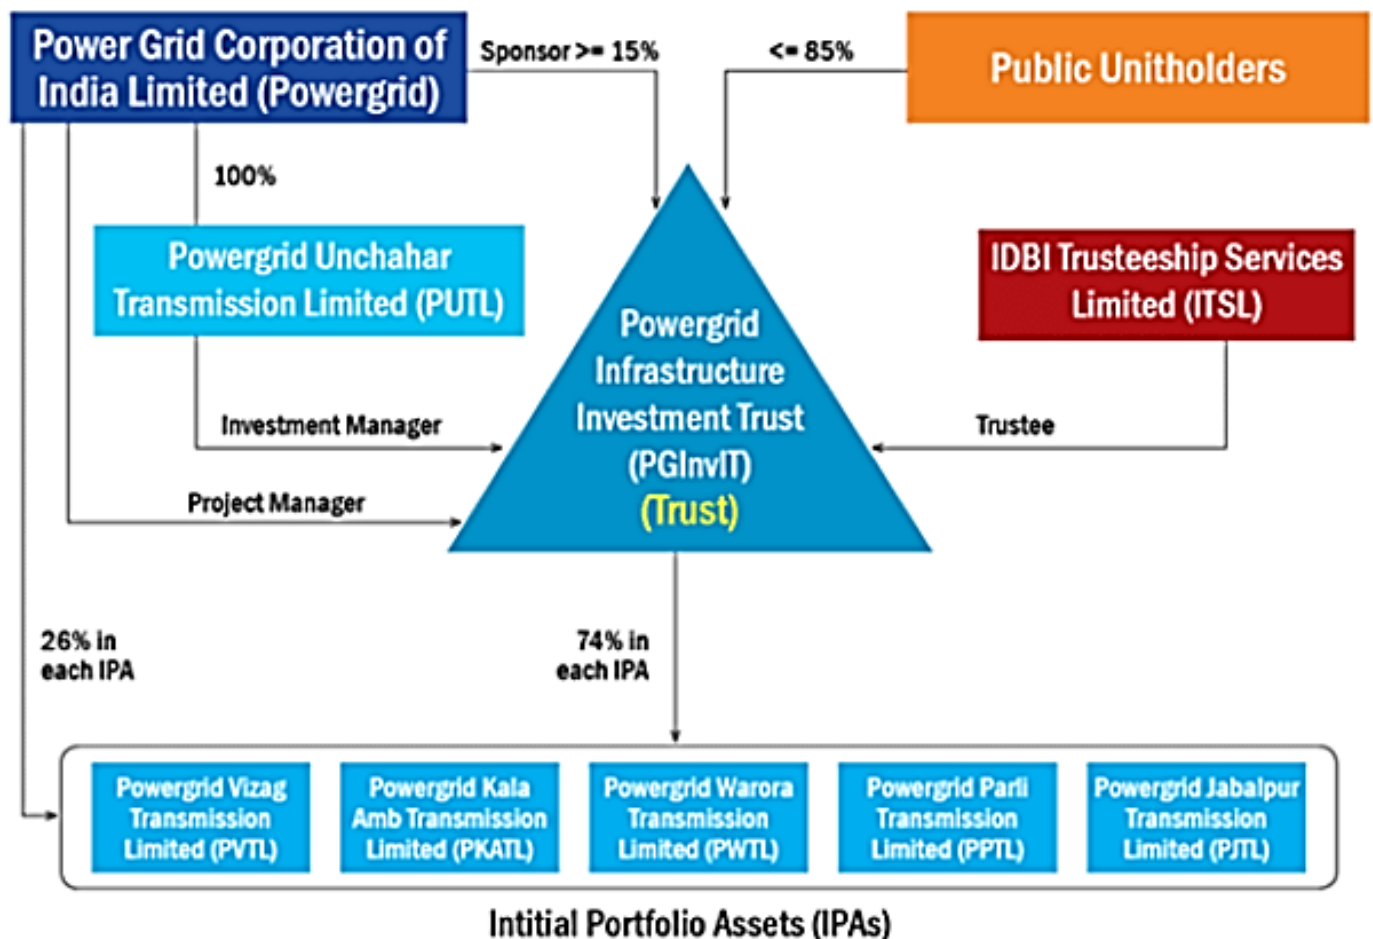 Power Grid Corporation of
India Limited (Powergrid)
Sponsor >= 15%
<= 85%
Public Unitholders
100%
Powergrid Unchahar
Transmission Limited (PUTL)
IDBI Trusteeship Services
Limited (ITSL)
Powergrid
Infrastructure
Investment Trust
(PGInvIT)
(Trust)
Investment Manager
Trustee
Project Manager
26% in
each IPA
74% in
each IPA
Powergrid Vizag
Transmission
Limited (PVTL)
Powergrid Kala
Amb Transmission
Limited (PKATL)
Powergrid Warora
Transmission
Limited (PWTL)
Powergrid Parli
Transmission
Limited (PPTL)
Powergrid Jabalpur
Transmission
Limited (PJTL)
Intitial Portfolio Assets (IPAs)